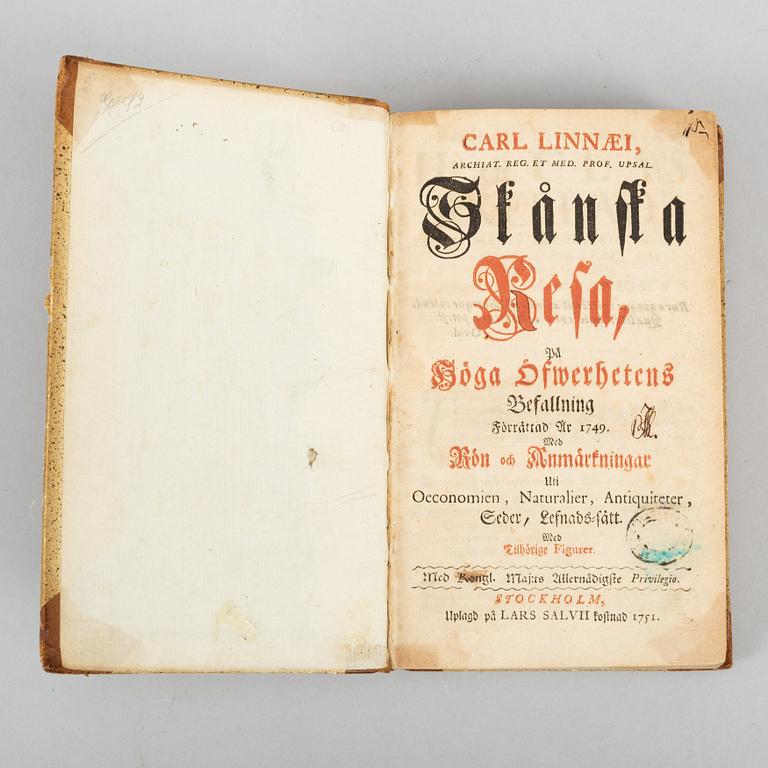 CARL LINNÆI,
ARCHIAT. REG. ET MED. PROF. UPSAL.
Skånska
Resa,
På
Höga Öfwerhetens
Befallning
Förrättad År 1749.
Med
Rön och Anmärkningar
Uti
Oeconomien, Naturalier, Antiquiteter,
Seder, Lefnads-sätt.
Med
Tilhörige Figurer.
Med Kongl. Maj:ts Allernådigste Privilegio.
STOCKHOLM,
Uplagd på LARS SALVII kostnad 1751.